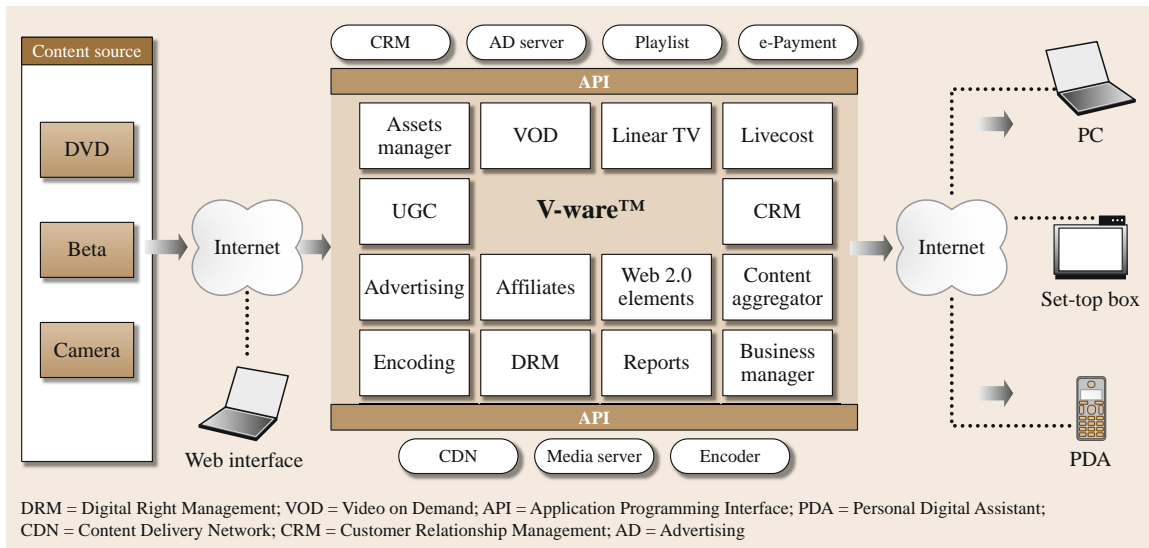 Content source
DVD
Beta
Camera
Internet
Web interface
CRM
AD server
Playlist
e-Payment
API
Assets
manager
VOD
Linear TV
Livecost
UGC
V-ware™
CRM
Advertising
Affiliates
Web 2.0
elements
Content
aggregator
Encoding
DRM
Reports
Business
manager
API
CDN
Media server
Encoder
Internet
PC
Set-top box
PDA
DRM = Digital Right Management; VOD = Video on Demand; API = Application Programming Interface; PDA = Personal Digital Assistant;
CDN = Content Delivery Network; CRM = Customer Relationship Management; AD = Advertising